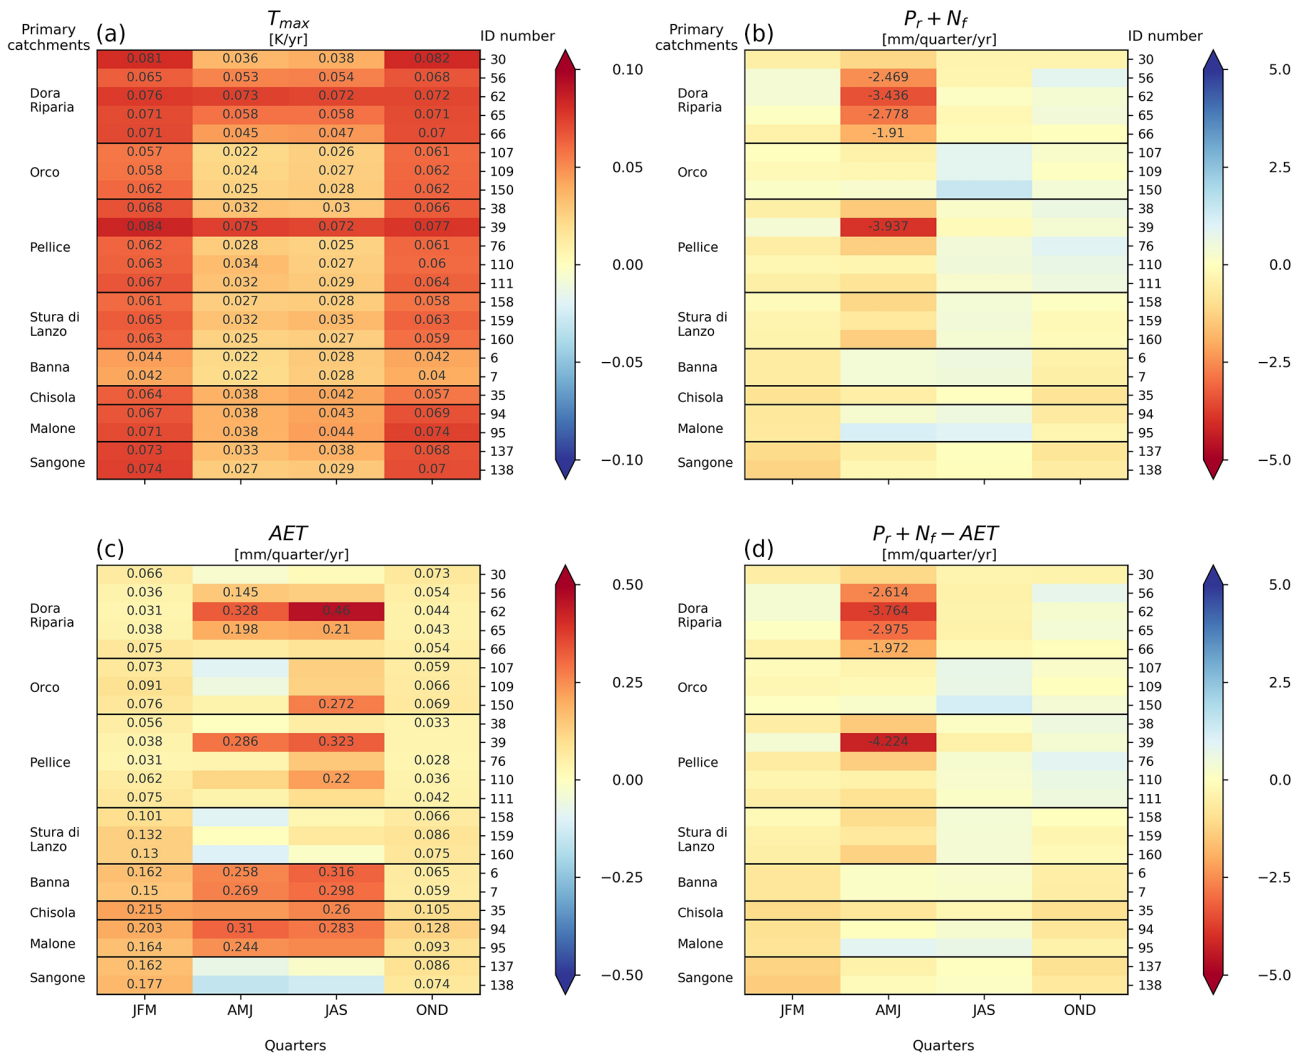 Primary
catchments
(a)
T_max
[K/yr]
ID number
0.081 0.036 0.038 0.082 30
0.065 0.053 0.054 0.068 56
Dora
Riparia
0.076 0.073 0.072 0.072 62
0.071 0.058 0.058 0.071 65
0.071 0.045 0.047 0.07 66
0.057 0.022 0.026 0.061 107
Orco 0.058 0.024 0.027 0.062 109
0.062 0.025 0.028 0.062 150
0.068 0.032 0.03 0.066 38
0.084 0.075 0.072 0.077 39
Pellice 0.062 0.028 0.025 0.061 76
0.063 0.034 0.027 0.06 110
0.067 0.032 0.029 0.064 111
0.061 0.027 0.028 0.058 158
Stura di
Lanzo
0.065 0.032 0.035 0.063 159
0.063 0.025 0.027 0.059 160
Banna
0.044 0.022 0.028 0.042 6
0.042 0.022 0.028 0.04 7
Chisola 0.064 0.038 0.042 0.057 35
0.067 0.038 0.043 0.069 94
Malone 0.071 0.038 0.044 0.074 95
0.073 0.033 0.038 0.068 137
Sangone 0.074 0.027 0.029 0.07 138
0.10
0.05
0.00
−0.05
−0.10
Primary
catchments
(b)
P_r + N_f
[mm/quarter/yr]
ID number
30
-2.469 56
Dora
Riparia
-3.436 62
-2.778 65
-1.91 66
107
Orco 109
150
38
-3.937 39
Pellice 76
110
111
158
Stura di
Lanzo
159
160
Banna
6
7
Chisola 35
94
Malone 95
137
Sangone 138
5.0
2.5
0.0
−2.5
−5.0
(c)
AET
[mm/quarter/yr]
0.066 0.073 30
0.036 0.145 0.054 56
Dora
Riparia
0.031 0.328 0.46 0.044 62
0.038 0.198 0.21 0.043 65
0.075 0.054 66
0.073 0.059 107
Orco 0.091 0.066 109
0.076 0.272 0.069 150
0.056 0.033 38
0.038 0.286 0.323 39
Pellice 0.031 0.028 76
0.062 0.22 0.036 110
0.075 0.042 111
0.101 0.066 158
Stura di
Lanzo
0.132 0.086 159
0.13 0.075 160
Banna
0.162 0.258 0.316 0.065 6
0.15 0.269 0.298 0.059 7
Chisola 0.215 0.26 0.105 35
0.203 0.31 0.283 0.128 94
Malone 0.164 0.244 0.093 95
0.162 0.086 137
Sangone 0.177 0.074 138
JFM AMJ JAS OND
Quarters
0.50
0.25
0.00
−0.25
−0.50
(d)
P_r + N_f − AET
[mm/quarter/yr]
30
-2.614 56
Dora
Riparia
-3.764 62
-2.975 65
-1.972 66
107
Orco 109
150
38
-4.224 39
Pellice 76
110
111
158
Stura di
Lanzo
159
160
Banna
6
7
Chisola 35
94
Malone 95
137
Sangone 138
JFM AMJ JAS OND
Quarters
5.0
2.5
0.0
−2.5
−5.0